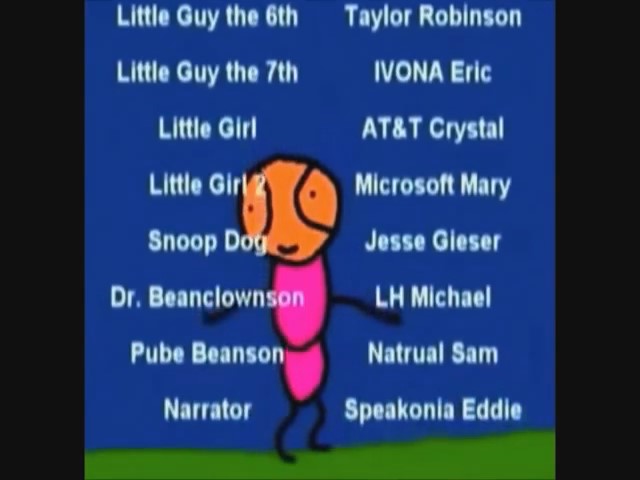 Little Guy the 6th Taylor Robinson
Little Guy the 7th IVONA Eric
Little Girl AT&T Crystal
Little Girl 2 Microsoft Mary
Snoop Dog Jesse Gieser
Dr. Beanclownson LH Michael
Pube Beanson Natrual Sam
Narrator Speakonia Eddie